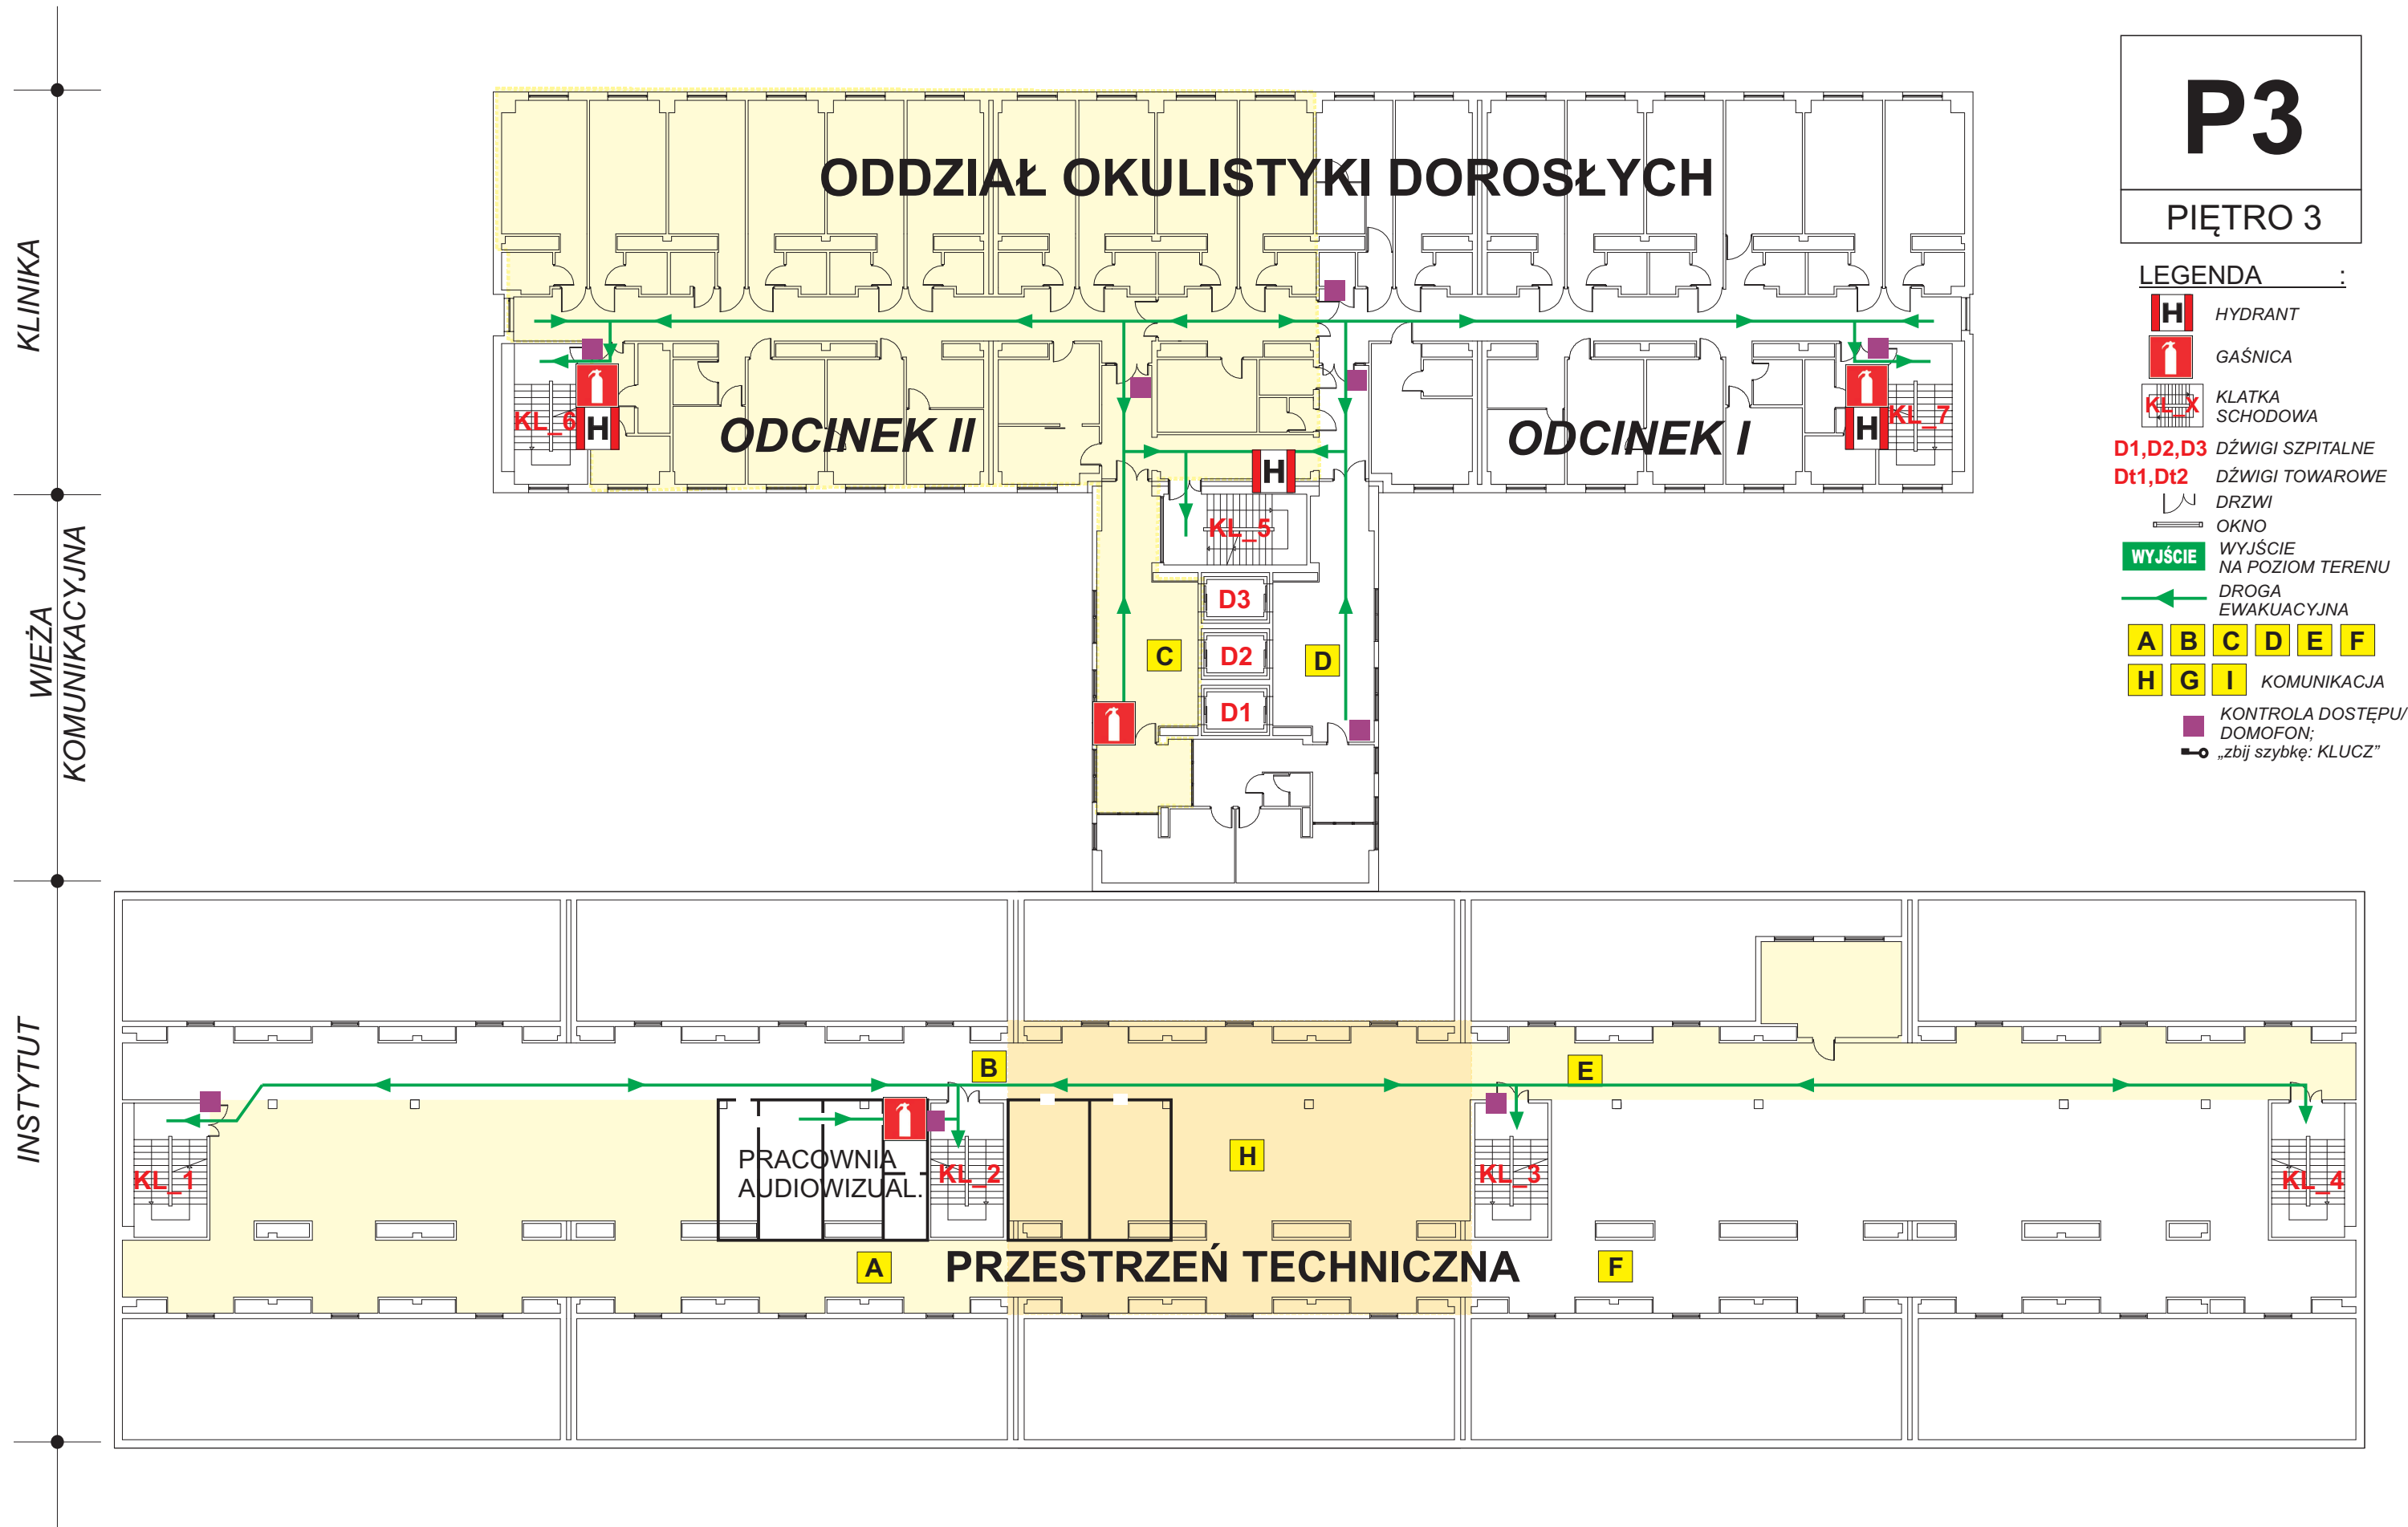 P3
PIĘTRO 3
LEGENDA :
H HYDRANT
GAŚNICA
KL_X KLATKA
SCHODOWA
D1,D2,D3 DŹWIGI SZPITALNE
Dt1,Dt2 DŹWIGI TOWAROWE
DRZWI
OKNO
WYJŚCIE WYJŚCIE
NA POZIOM TERENU
DROGA
EWAKUACYJNA
A B C D E F
H G I KOMUNIKACJA
KONTROLA DOSTĘPU/
DOMOFON;
„zbij szybkę: KLUCZ”
KLINIKA
WIEŻA
KOMUNIKACYJNA
INSTYTUT
ODDZIAŁ OKULISTYKI DOROSŁYCH
KL_6
H
ODCINEK II
ODCINEK I
H
KL_7
H
KL_5
D3
C
D2
D
D1
B
E
PRACOWNIA
AUDIOWIZUAL.
H
KL_1
KL_2
KL_3
KL_4
A
PRZESTRZEŃ TECHNICZNA
F